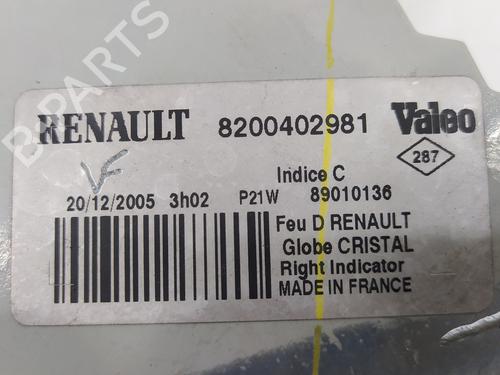 B-PARTS
RENAULT 8200402981 Valeo
VF
287
Indice C
20/12/2005 3h02 P21W 89010136
Feu D RENAULT
Globe CRISTAL
Right Indicator
MADE IN FRANCE